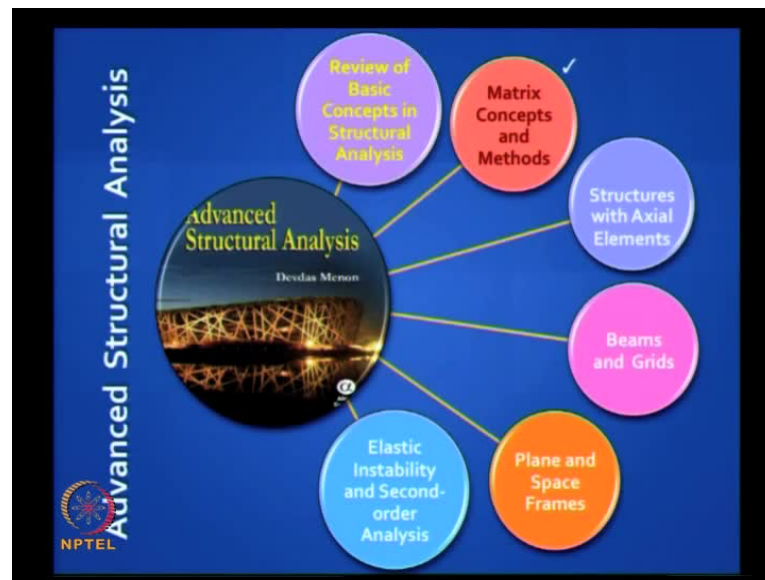 Advanced Structural Analysis
Review of
Basic
Concepts in
Structural
Analysis
Matrix
Concepts
and
Methods
Structures
with Axial
Elements
Beams
and Grids
Plane and
Space
Frames
Elastic
Instability
and Second-
order
Analysis
Advanced
Structural Analysis
Devdas Menon
NPTEL